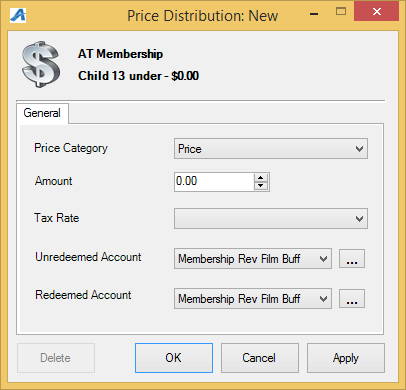 Price Distribution: New
AT Membership
Child 13 under - $0.00
General
Price Category Price
Amount 0.00
Tax Rate
Unredeemed Account Membership Rev Film Buff ...
Redeemed Account Membership Rev Film Buff ...
Delete OK Cancel Apply